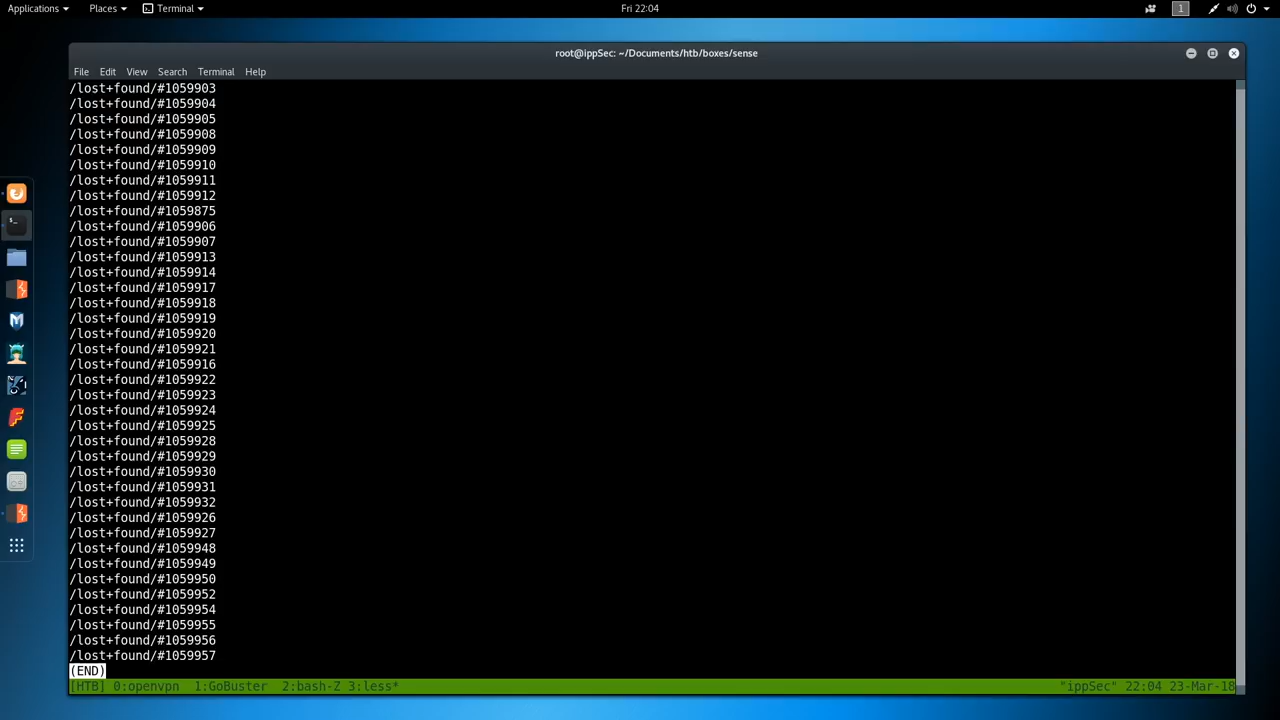 Applications
Places
Terminal
Fri 22:04
1
root@ippSec: ~/Documents/htb/boxes/sense
File Edit View Search Terminal Help
/lost+found/#1059903
/lost+found/#1059904
/lost+found/#1059905
/lost+found/#1059908
/lost+found/#1059909
/lost+found/#1059910
/lost+found/#1059911
/lost+found/#1059912
/lost+found/#1059875
/lost+found/#1059906
/lost+found/#1059907
/lost+found/#1059913
/lost+found/#1059914
/lost+found/#1059917
/lost+found/#1059918
/lost+found/#1059919
/lost+found/#1059920
/lost+found/#1059921
/lost+found/#1059916
/lost+found/#1059922
/lost+found/#1059923
/lost+found/#1059924
/lost+found/#1059925
/lost+found/#1059928
/lost+found/#1059929
/lost+found/#1059930
/lost+found/#1059931
/lost+found/#1059932
/lost+found/#1059926
/lost+found/#1059927
/lost+found/#1059948
/lost+found/#1059949
/lost+found/#1059950
/lost+found/#1059952
/lost+found/#1059954
/lost+found/#1059955
/lost+found/#1059956
/lost+found/#1059957
(END)
[HTB] 0:openvpn  1:GoBuster  2:bash-Z 3:less* "ippSec" 22:04 23-Mar-18